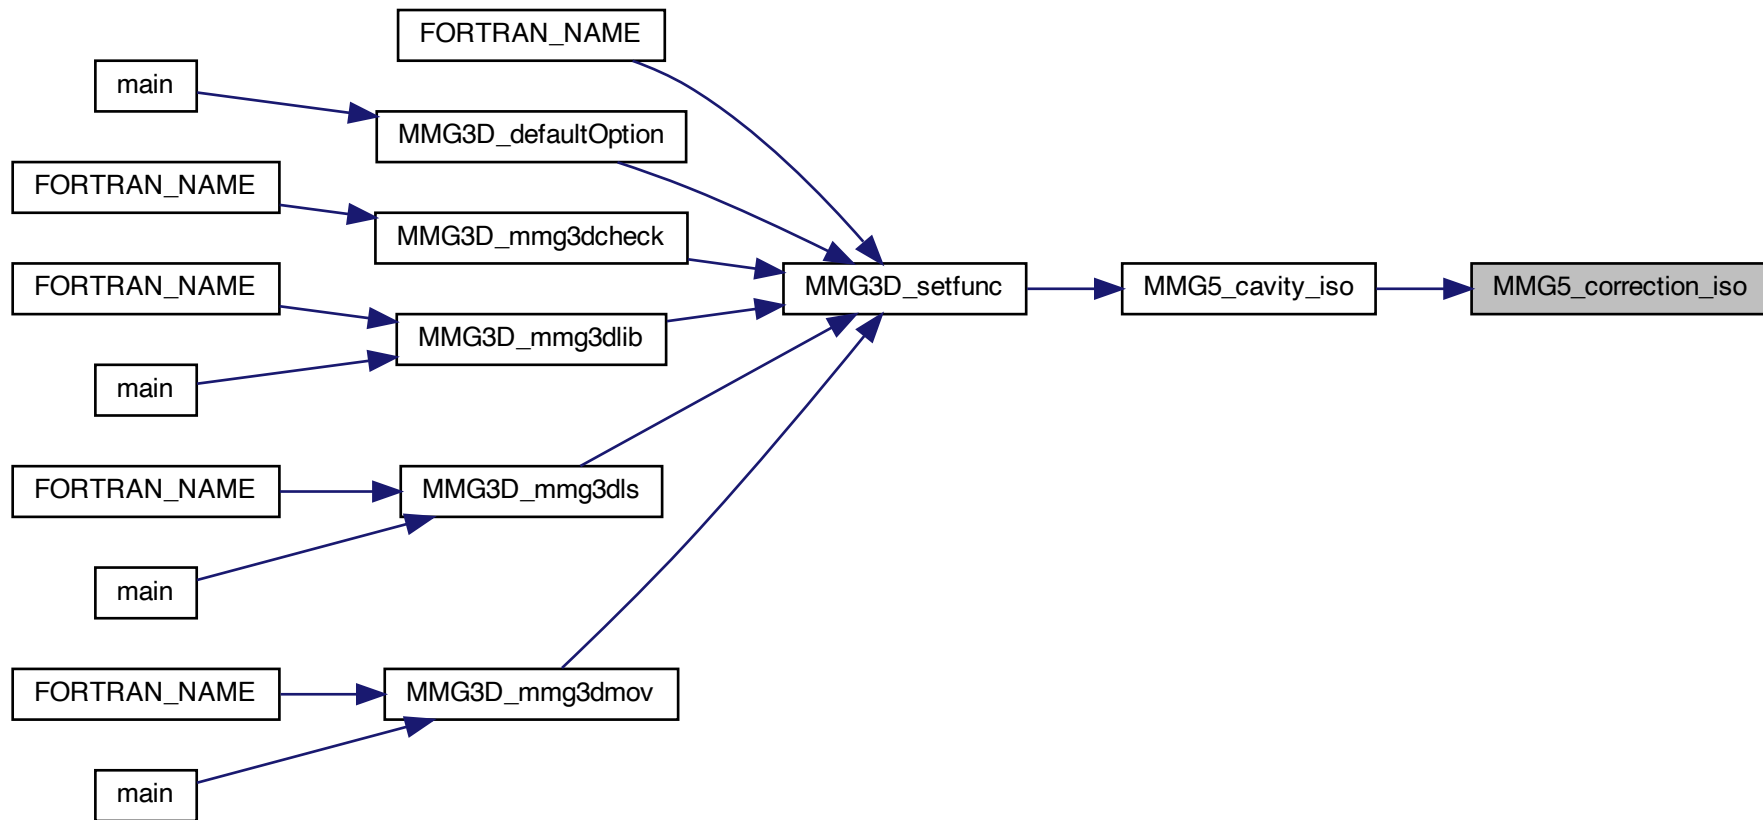 FORTRAN_NAME
main
MMG3D_defaultOption
FORTRAN_NAME
MMG3D_mmg3dcheck
FORTRAN_NAME
MMG3D_setfunc
MMG5_cavity_iso
MMG5_correction_iso
MMG3D_mmg3dlib
main
FORTRAN_NAME
MMG3D_mmg3dls
main
FORTRAN_NAME
MMG3D_mmg3dmov
main